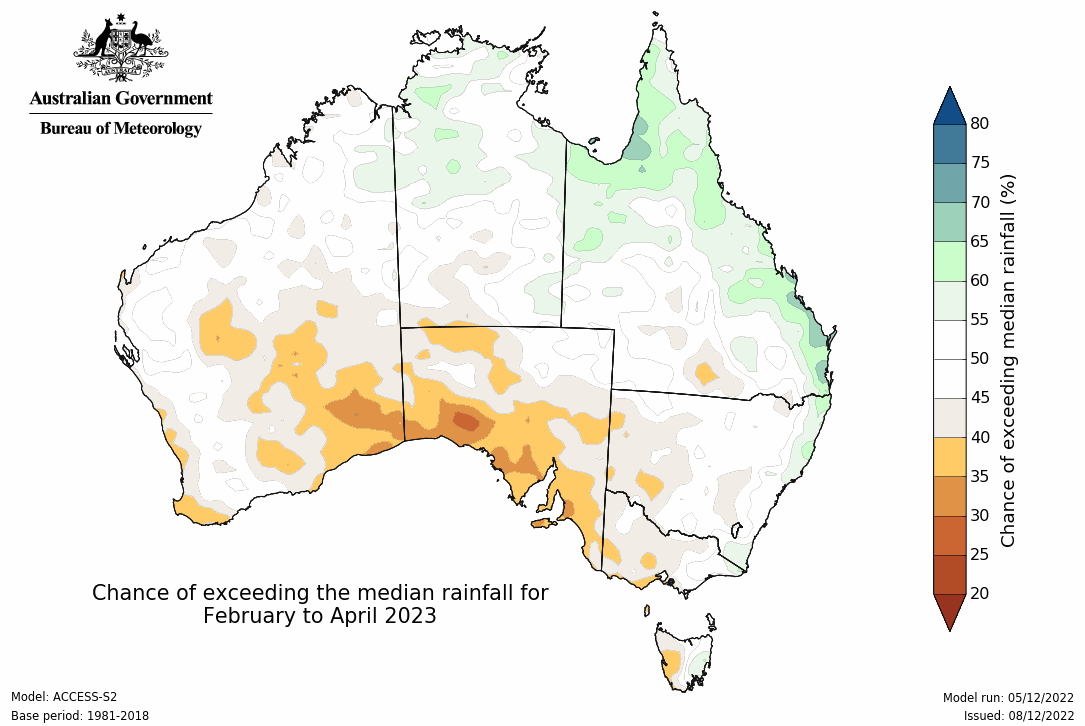 Australian Government
Bureau of Meteorology
80
75
70
65
60
55
50
45
40
35
30
25
20
Chance of exceeding median rainfall (%)
Chance of exceeding the median rainfall for
February to April 2023
Model: ACCESS-S2
Base period: 1981-2018
Model run: 05/12/2022
Issued: 08/12/2022